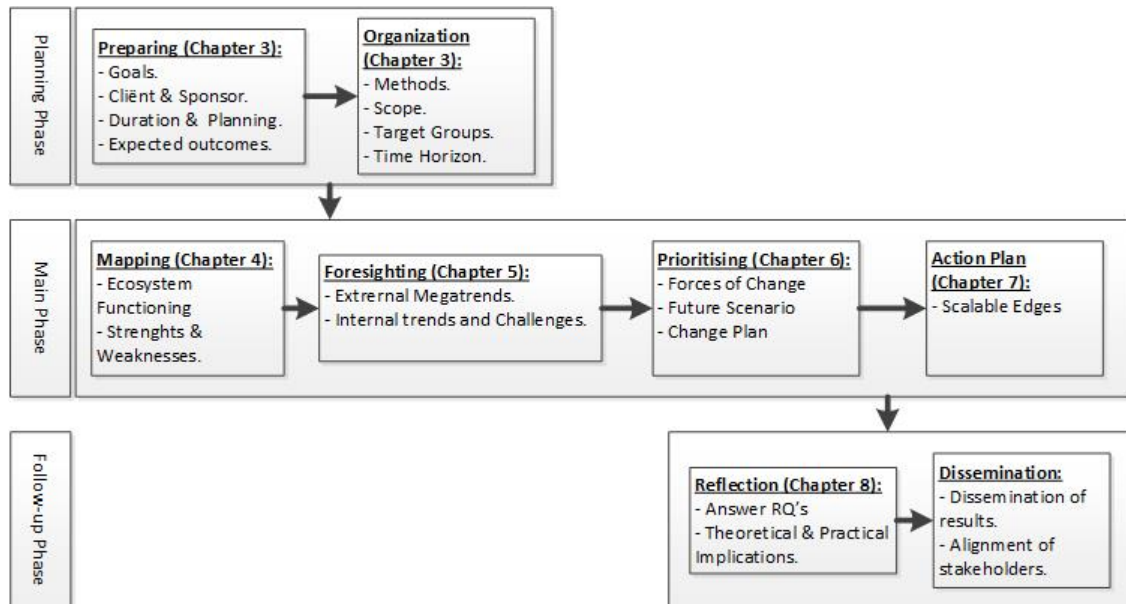 Planning Phase
Preparing (Chapter 3):
- Goals.
- Cliënt & Sponsor.
- Duration & Planning.
- Expected outcomes.
Organization
(Chapter 3):
- Methods.
- Scope.
- Target Groups.
- Time Horizon.
Main Phase
Mapping (Chapter 4):
- Ecosystem
Functioning
- Strenghts &
Weaknesses.
Foresighting (Chapter 5):
- Extrernal Megatrends.
- Internal trends and Challenges.
Prioritising (Chapter 6):
- Forces of Change
- Future Scenario
- Change Plan
Action Plan
(Chapter 7):
- Scalable Edges
Follow-up Phase
Reflection (Chapter 8):
- Answer RQ's
- Theoretical & Practical
Implications.
Dissemination:
- Dissemination of
results.
- Alignment of
stakeholders.